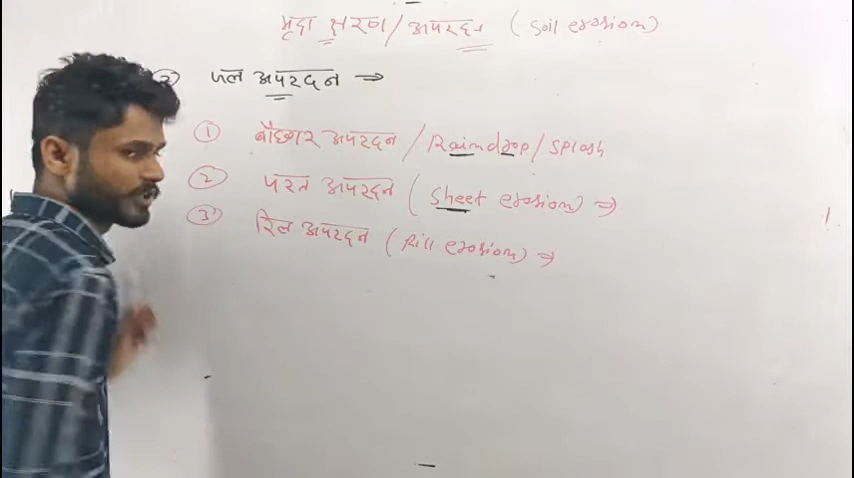 मृदा क्षरण/अपरदन (Soil erosion)
② जल अपरदन ⇒
① बौछार अपरदन / Raindrop / Splash
② परत अपरदन (Sheet erosion) ⇒
③ रिल अपरदन (Rill erosion) ⇒